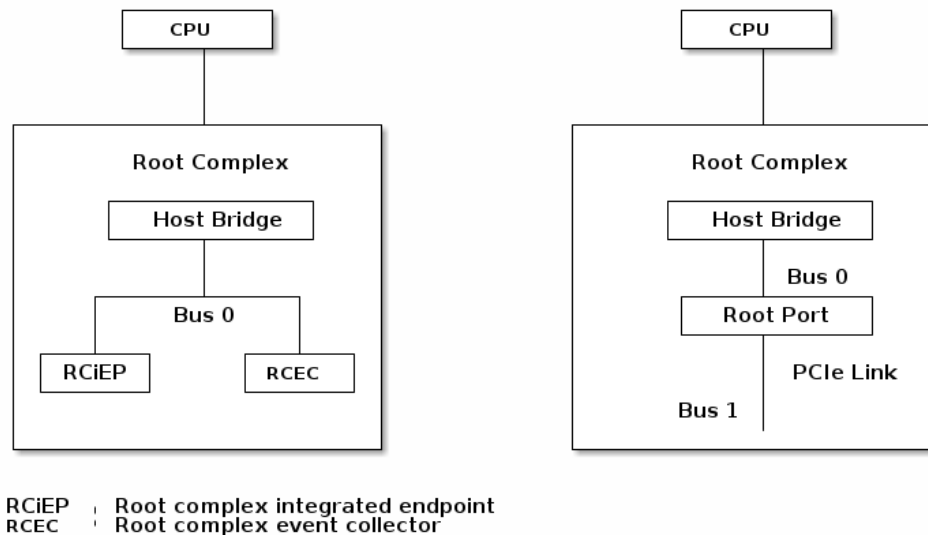 CPU
Root Complex
Host Bridge
Bus 0
RCiEP
RCEC
CPU
Root Complex
Host Bridge
Bus 0
Root Port
PCIe Link
Bus 1
RCiEP : Root complex integrated endpoint
RCEC : Root complex event collector